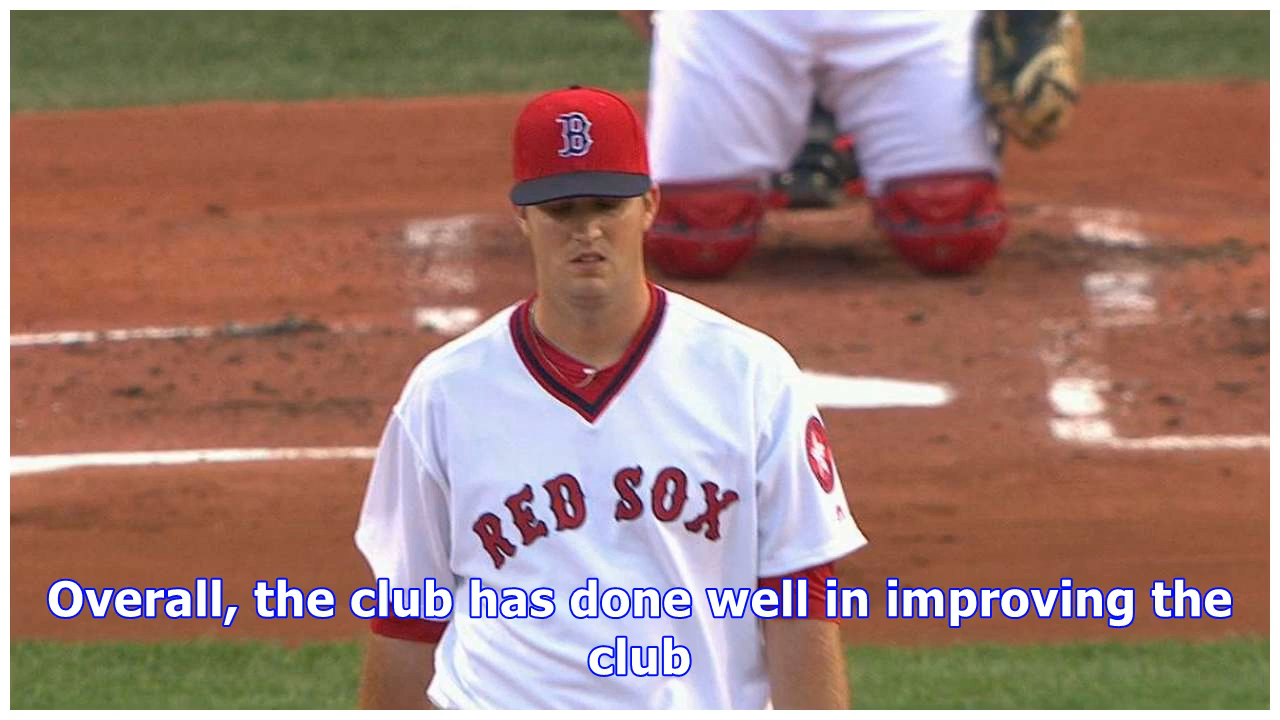 B
RED SOX
Overall, the club has done well in improving the
club